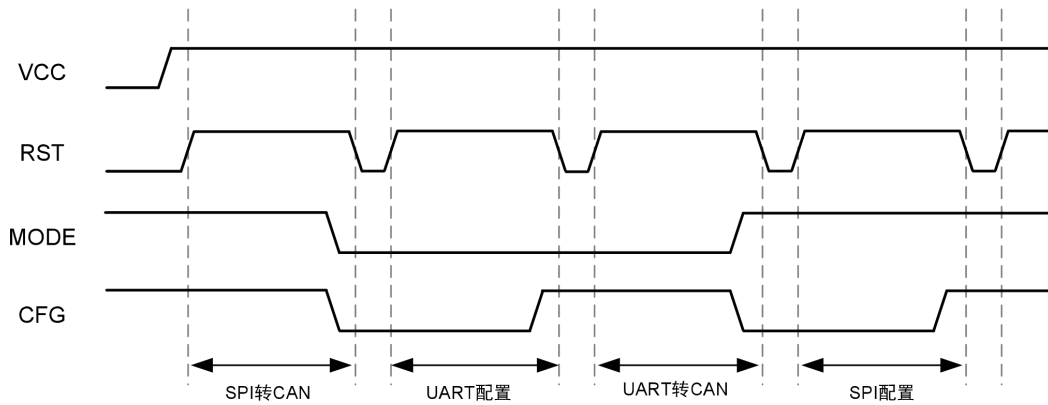 VCC
RST
MODE
CFG
SPI转CAN
UART配置
UART转CAN
SPI配置